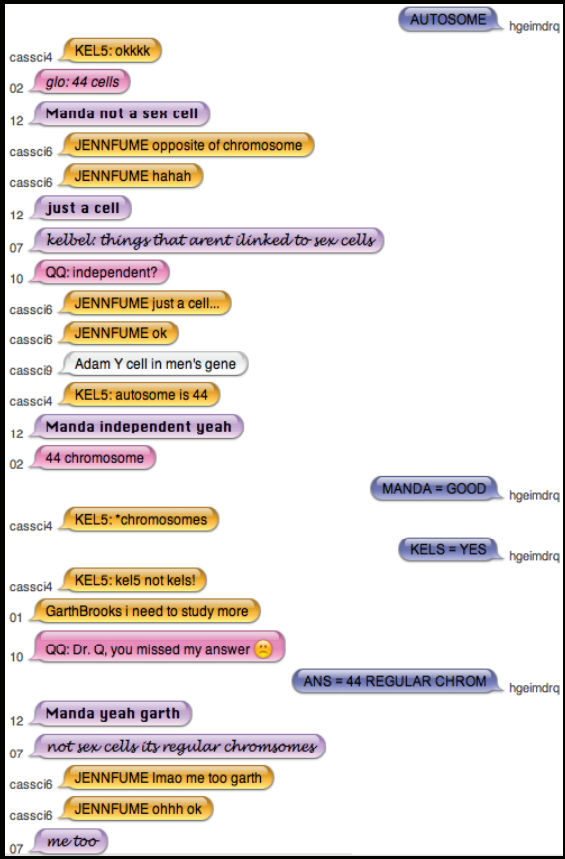 AUTOSOME hgeimdrq
cassci4 KEL5: okkkk
02 glo: 44 cells
12 Manda not a sex cell
cassci6 JENNFUME opposite of chromosome
cassci6 JENNFUME hahah
12 just a cell
07 kelbel: things that arent ilinked to sex cells
10 QQ: independent?
cassci6 JENNFUME just a cell...
cassci6 JENNFUME ok
cassci9 Adam Y cell in men's gene
cassci4 KEL5: autosome is 44
12 Manda independent yeah
02 44 chromosome
MANDA = GOOD hgeimdrq
cassci4 KEL5: *chromosomes
KELS = YES hgeimdrq
cassci4 KEL5: kel5 not kels!
01 GarthBrooks i need to study more
10 QQ: Dr. Q, you missed my answer
ANS = 44 REGULAR CHROM hgeimdrq
12 Manda yeah garth
07 not sex cells its regular chromsomes
cassci6 JENNFUME lmao me too garth
cassci6 JENNFUME ohhh ok
07 me too